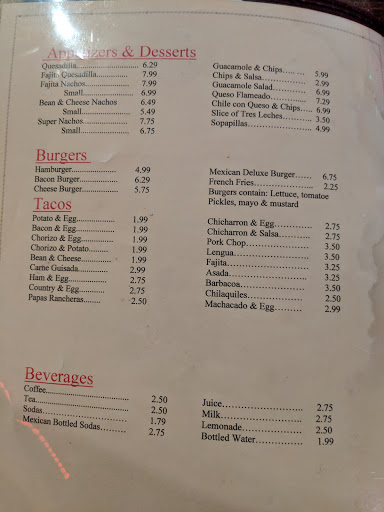 Appetizers & Desserts
Quesadilla.................... 6.29
Fajita Quesadilla.................... 7.99
Fajita Nachos.................... 7.99
Small.................... 6.99
Bean & Cheese Nachos 6.49
Small.................... 5.49
Super Nachos.................... 7.75
Small.................... 6.75
Guacamole & Chips........ 5.99
Chips & Salsa.................... 2.99
Guacamole Salad.................... 6.99
Queso Flameado.................... 7.29
Chile con Queso & Chips.... 6.99
Slice of Tres Leches.............. 3.50
Sopapillas.................... 4.99
Burgers
Hamburger.................... 4.99
Bacon Burger.................... 6.29
Cheese Burger.................... 5.75
Mexican Deluxe Burger...... 6.75
French Fries.................... 2.25
Burgers contain: Lettuce, tomatoe
Pickles, mayo & mustard
Tacos
Potato & Egg.................... 1.99
Bacon & Egg.................... 1.99
Chorizo & Egg.................... 1.99
Chorizo & Potato......... 1.99
Bean & Cheese.................... 1.99
Carne Guisada.................... 2.99
Ham & Egg.................... 2.75
Country & Egg.................... 2.75
Papas Rancheras......... 2.50
Chicharron & Egg.................... 2.75
Chicharron & Salsa.................... 2.75
Pork Chop.................... 3.50
Lengua.................... 3.50
Fajita.................... 3.25
Asada.................... 3.25
Barbacoa.................... 3.50
Chilaquiles.................... 2.50
Machacado & Egg.................... 2.99
Beverages
Coffee.................... 2.50
Tea.................... 2.50
Sodas.................... 1.79
Mexican Bottled Sodas......... 2.75
Juice.................... 2.75
Milk.................... 2.75
Lemonade.................... 2.50
Bottled Water.................... 1.99